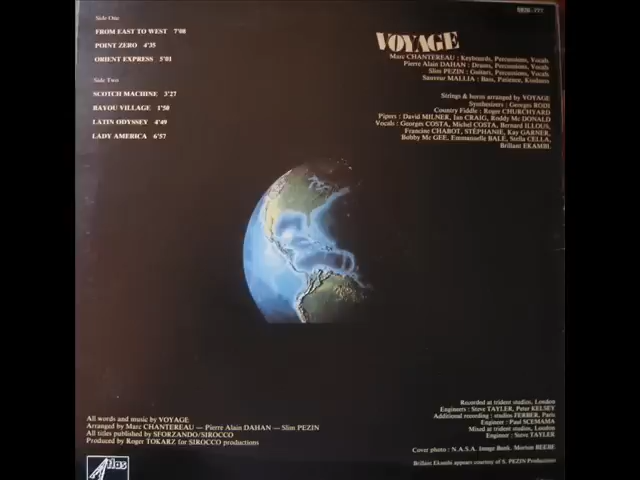 Side One
FROM EAST TO WEST 7'08
POINT ZERO 4'35
ORIENT EXPRESS 5'01
Side Two
SCOTCH MACHINE 3'27
BAYOU VILLAGE 1'50
LATIN ODYSSEY 4'49
LADY AMERICA 6'57
VOYAGE
Marc CHANTEREAU : Keyboards, Percussions, Vocals
Pierre Alain DAHAN : Drums, Percussions, Vocals
Slim PEZIN : Guitars, Percussions, Vocals
Sauveur MALLIA : Bass, Patience, Kindness
Strings & horns arranged by VOYAGE
Synthesizers : Georges RODI
Country Fiddle : Roger CHURCHYARD
Pipers : David MILNER, Ian CRAIG, Roddy Mc DONALD
Vocals : Georges COSTA, Michel COSTA, Bernard ILLOUS,
Francine CHABOT, STÉPHANIE, Kay GARNER,
Bobby Mc GEE, Emmanuelle BALE, Stella CELLA,
Brillant EKAMBI.
All words and music by VOYAGE
Arranged by Marc CHANTEREAU — Pierre Alain DAHAN — Slim PEZIN
All titles published by SFORZANDO/SIROCCO
Produced by Roger TOKARZ for SIROCCO productions
Atlas
Recorded at trident studios, London
Engineers : Steve TAYLER, Peter KELSEY
Additional recording : studios FERBER, Paris
Engineer : Paul SCEMAMA
Mixed at trident studios, London
Engineer : Steve TAYLER
Cover photo : N.A.S.A. Image Bank. Morton BEEBE
Brillant Ekambi appears courtesy of S. PEZIN Productions